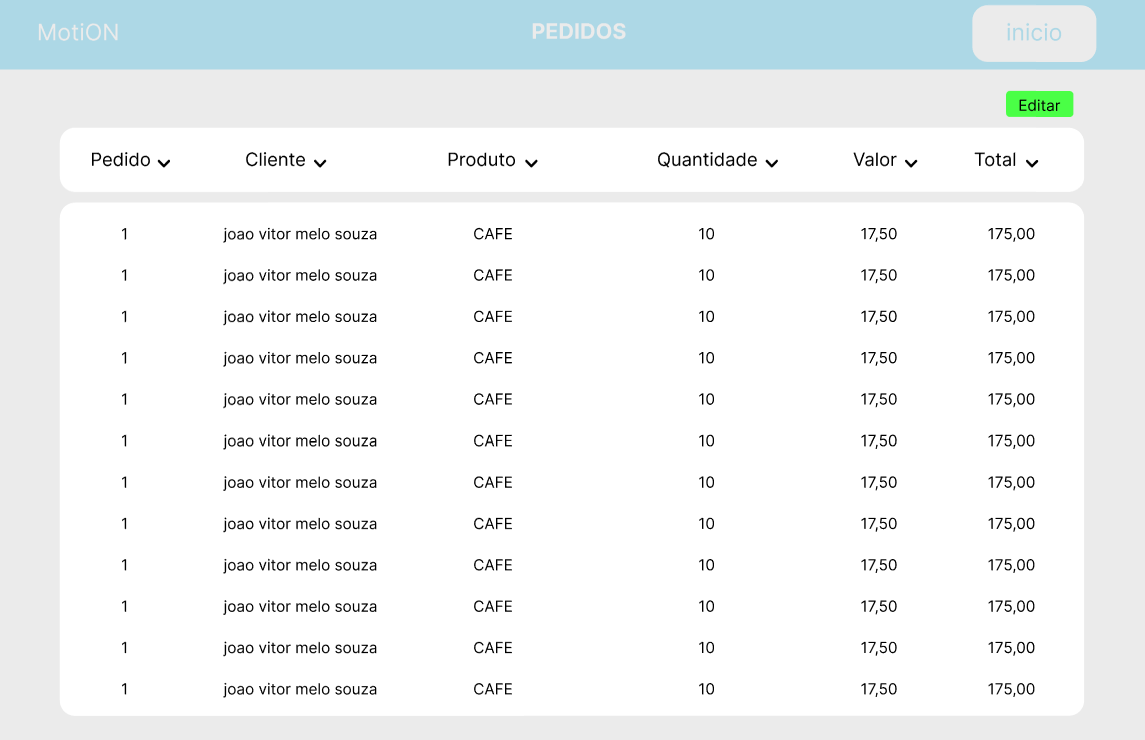 MotiON PEDIDOS inicio
Editar
Pedido Cliente Produto Quantidade Valor Total
1 joao vitor melo souza CAFE 10 17,50 175,00
1 joao vitor melo souza CAFE 10 17,50 175,00
1 joao vitor melo souza CAFE 10 17,50 175,00
1 joao vitor melo souza CAFE 10 17,50 175,00
1 joao vitor melo souza CAFE 10 17,50 175,00
1 joao vitor melo souza CAFE 10 17,50 175,00
1 joao vitor melo souza CAFE 10 17,50 175,00
1 joao vitor melo souza CAFE 10 17,50 175,00
1 joao vitor melo souza CAFE 10 17,50 175,00
1 joao vitor melo souza CAFE 10 17,50 175,00
1 joao vitor melo souza CAFE 10 17,50 175,00
1 joao vitor melo souza CAFE 10 17,50 175,00